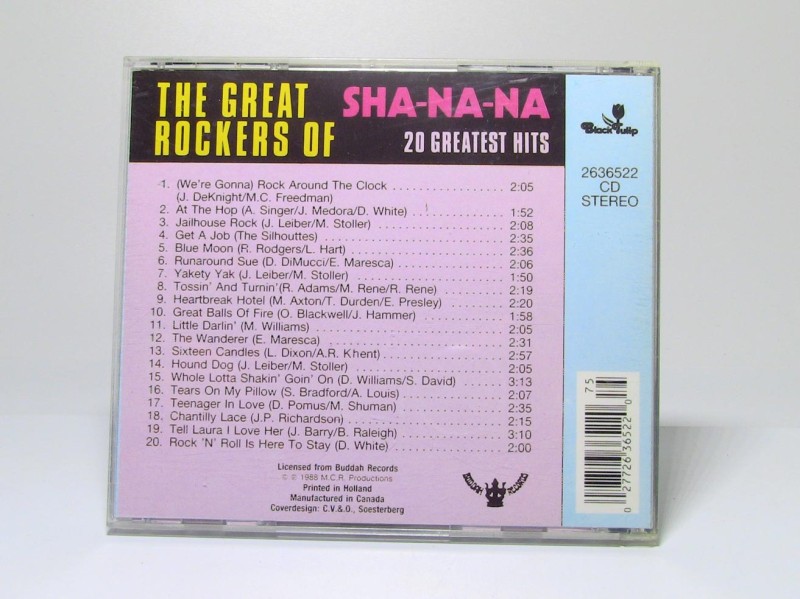 THE GREAT
ROCKERS OF
SHA-NA-NA
20 GREATEST HITS
1. (We're Gonna) Rock Around The Clock 2:05
(J. DeKnight/M.C. Freedman)
2. At The Hop (A. Singer/J. Medora/D. White) 1:52
3. Jailhouse Rock (J. Leiber/M. Stoller) 2:08
4. Get A Job (The Silhouttes) 2:35
5. Blue Moon (R. Rodgers/L. Hart) 2:36
6. Runaround Sue (D. DiMucci/E. Maresca) 2:06
7. Yakety Yak (J. Leiber/M. Stoller) 1:50
8. Tossin' And Turnin'(R. Adams/M. Rene/R. Rene) 2:19
9. Heartbreak Hotel (M. Axton/T. Durden/E. Presley) 2:20
10. Great Balls Of Fire (O. Blackwell/J. Hammer) 1:58
11. Little Darlin' (M. Williams) 2:05
12. The Wanderer (E. Maresca) 2:31
13. Sixteen Candles (L. Dixon/A.R. Khent) 2:57
14. Hound Dog (J. Leiber/M. Stoller) 2:05
15. Whole Lotta Shakin' Goin' On (D. Williams/S. David) 3:13
16. Tears On My Pillow (S. Bradford/A. Louis) 2:07
17. Teenager In Love (D. Pomus/M. Shuman) 2:35
18. Chantilly Lace (J.P. Richardson) 2:15
19. Tell Laura I Love Her (J. Barry/B. Raleigh) 3:10
20. Rock 'N' Roll Is Here To Stay (D. White) 2:00
Licensed from Buddah Records
© © 1988 M.C.R. Productions
Printed in Holland
Manufactured in Canada
Coverdesign: C.V.&O., Soesterberg
Black Tulip
2636522
CD
STEREO
75
0 27726 36522 0